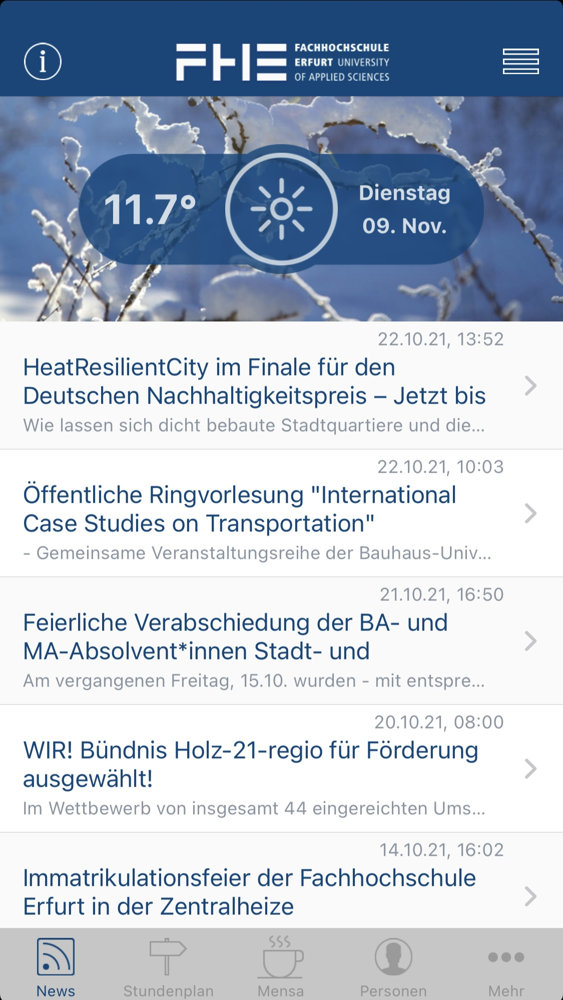 FHE
FACHHOCHSCHULE
ERFURT UNIVERSITY
OF APPLIED SCIENCES
11.7°
Dienstag
09. Nov.
22.10.21, 13:52
HeatResilientCity im Finale für den
Deutschen Nachhaltigkeitspreis – Jetzt bis
Wie lassen sich dicht bebaute Stadtquartiere und die...
22.10.21, 10:03
Öffentliche Ringvorlesung "International
Case Studies on Transportation"
- Gemeinsame Veranstaltungsreihe der Bauhaus-Univ...
21.10.21, 16:50
Feierliche Verabschiedung der BA- und
MA-Absolvent*innen Stadt- und
Am vergangenen Freitag, 15.10. wurden - mit entspre...
20.10.21, 08:00
WIR! Bündnis Holz-21-regio für Förderung
ausgewählt!
Im Wettbewerb von insgesamt 44 eingereichten Ums...
14.10.21, 16:02
Immatrikulationsfeier der Fachhochschule
Erfurt in der Zentralheize
News
Stundenplan
Mensa
Personen
Mehr